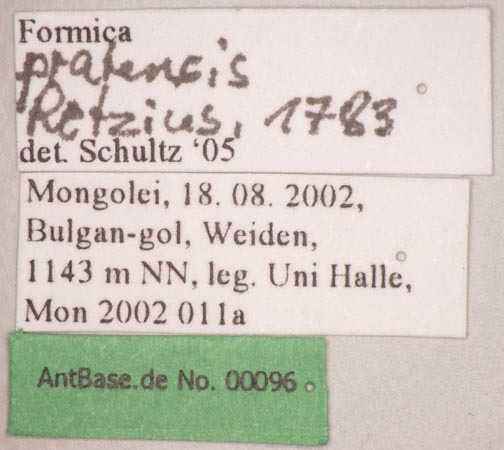 Formica
pratensis
Retzius, 1783
det. Schultz ‘05
Mongolei, 18. 08. 2002,
Bulgan-gol, Weiden,
1143 m NN, leg. Uni Halle,
Mon 2002 011a
AntBase.de No. 00096